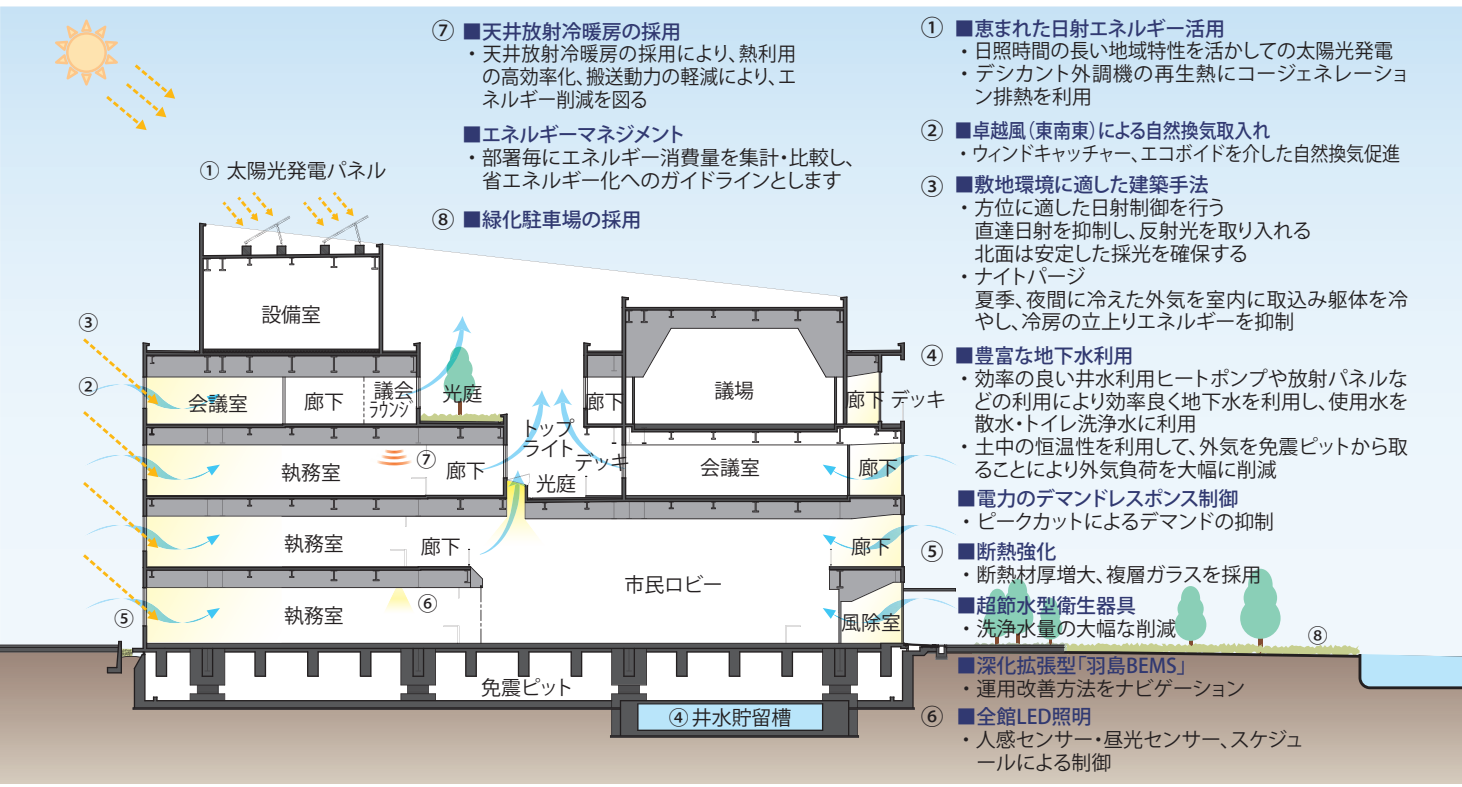 ⑦ ■天井放射冷暖房の採用
・天井放射冷暖房の採用により、熱利用
の高効率化、搬送動力の軽減により、エ
ネルギー削減を図る
■エネルギーマネジメント
・部署毎にエネルギー消費量を集計・比較し、
省エネルギー化へのガイドラインとします
⑧ ■緑化駐車場の採用
① ■恵まれた日射エネルギー活用
・日照時間の長い地域特性を活かしての太陽光発電
・デシカント外調機の再生熱にコージェネレーショ
ン排熱を利用
② ■卓越風(東南東)による自然換気取入れ
・ウィンドキャッチャー、エコボイドを介した自然換気促進
③ ■敷地環境に適した建築手法
・方位に適した日射制御を行う
直達日射を抑制し、反射光を取り入れる
北面は安定した採光を確保する
・ナイトパージ
夏季、夜間に冷えた外気を室内に取込み躯体を冷
やし、冷房の立上りエネルギーを抑制
④ ■豊富な地下水利用
・効率の良い井水利用ヒートポンプや放射パネルな
どの利用により効率良く地下水を利用し、使用水を
散水・トイレ洗浄水に利用
・土中の恒温性を利用して、外気を免震ピットから取
ることにより外気負荷を大幅に削減
■電力のデマンドレスポンス制御
・ピークカットによるデマンドの抑制
⑤ ■断熱強化
・断熱材厚増大、複層ガラスを採用
■超節水型衛生器具
・洗浄水量の大幅な削減
■深化拡張型「羽島BEMS」
・運用改善方法をナビゲーション
⑥ ■全館LED照明
・人感センサー・昼光センサー、スケジュ
ールによる制御
① 太陽光発電パネル
設備室
③
②
会議室
廊下
議会
ラウンジ
光庭
廊下
議場
廊下
デッキ
トップ
ライト
デッキ
執務室
⑦
廊下
光庭
会議室
廊下
執務室
廊下
市民ロビー
廊下
⑤
執務室
⑥
風除室
⑧
免震ピット
④井水貯留槽